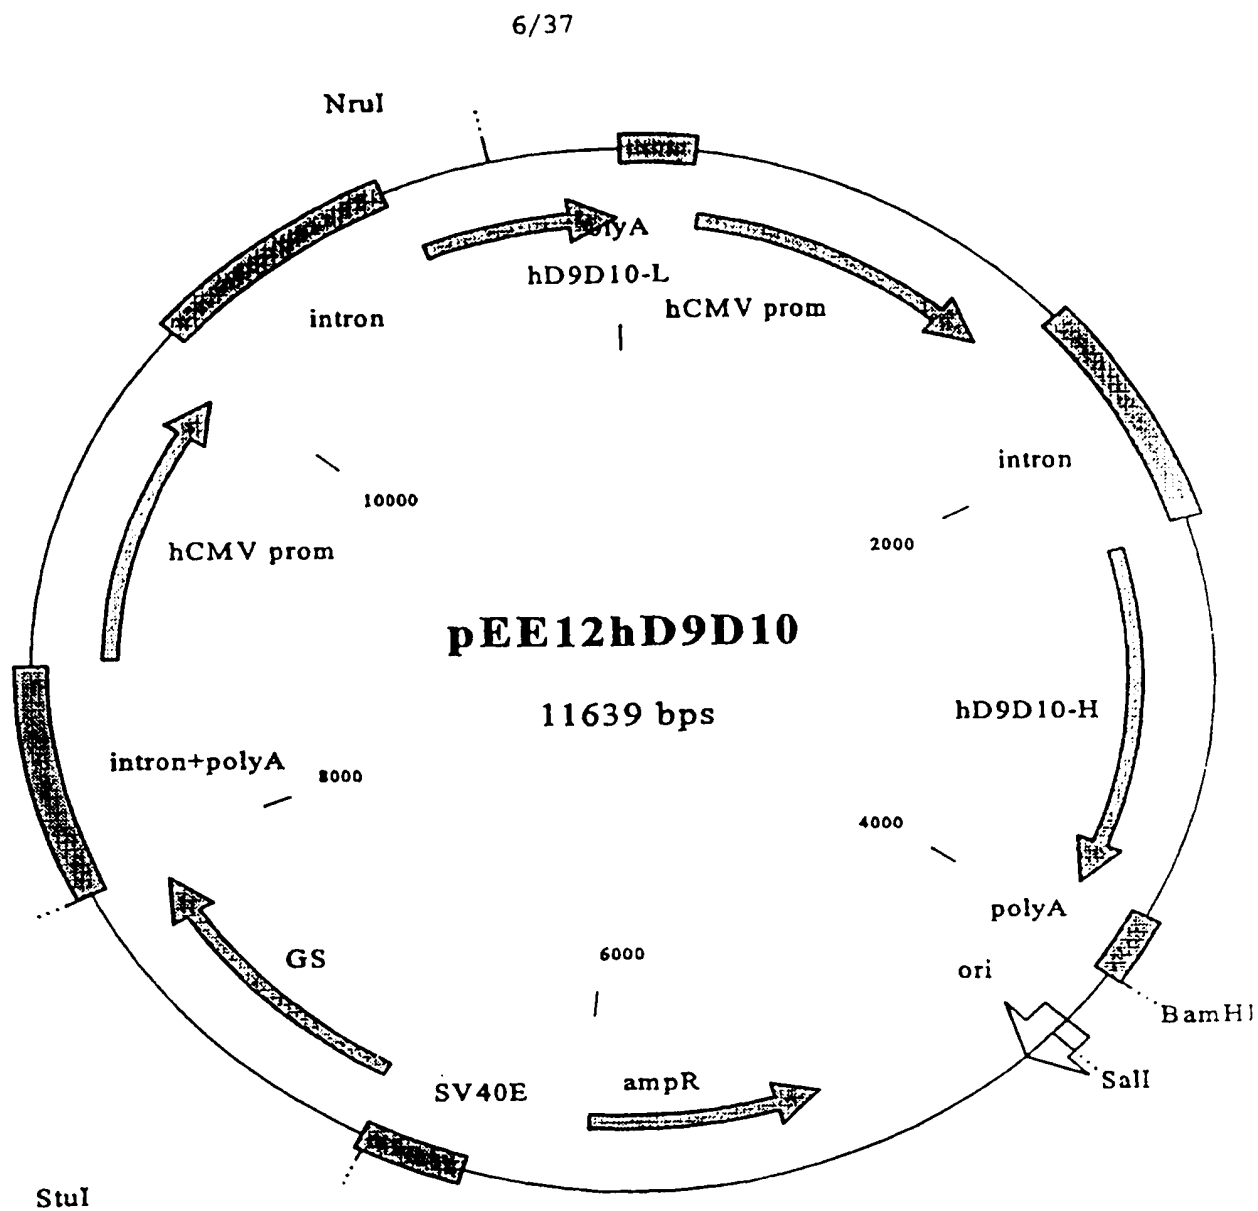 6/37
NruI
polyA
hD9D10-L
hCMV prom
intron
intron
10000
2000
hCMV prom
pEE12hD9D10
11639 bps
hD9D10-H
intron+polyA
8000
4000
polyA
GS
6000
ori
BamHI
SV40E
ampR
SalI
StuI